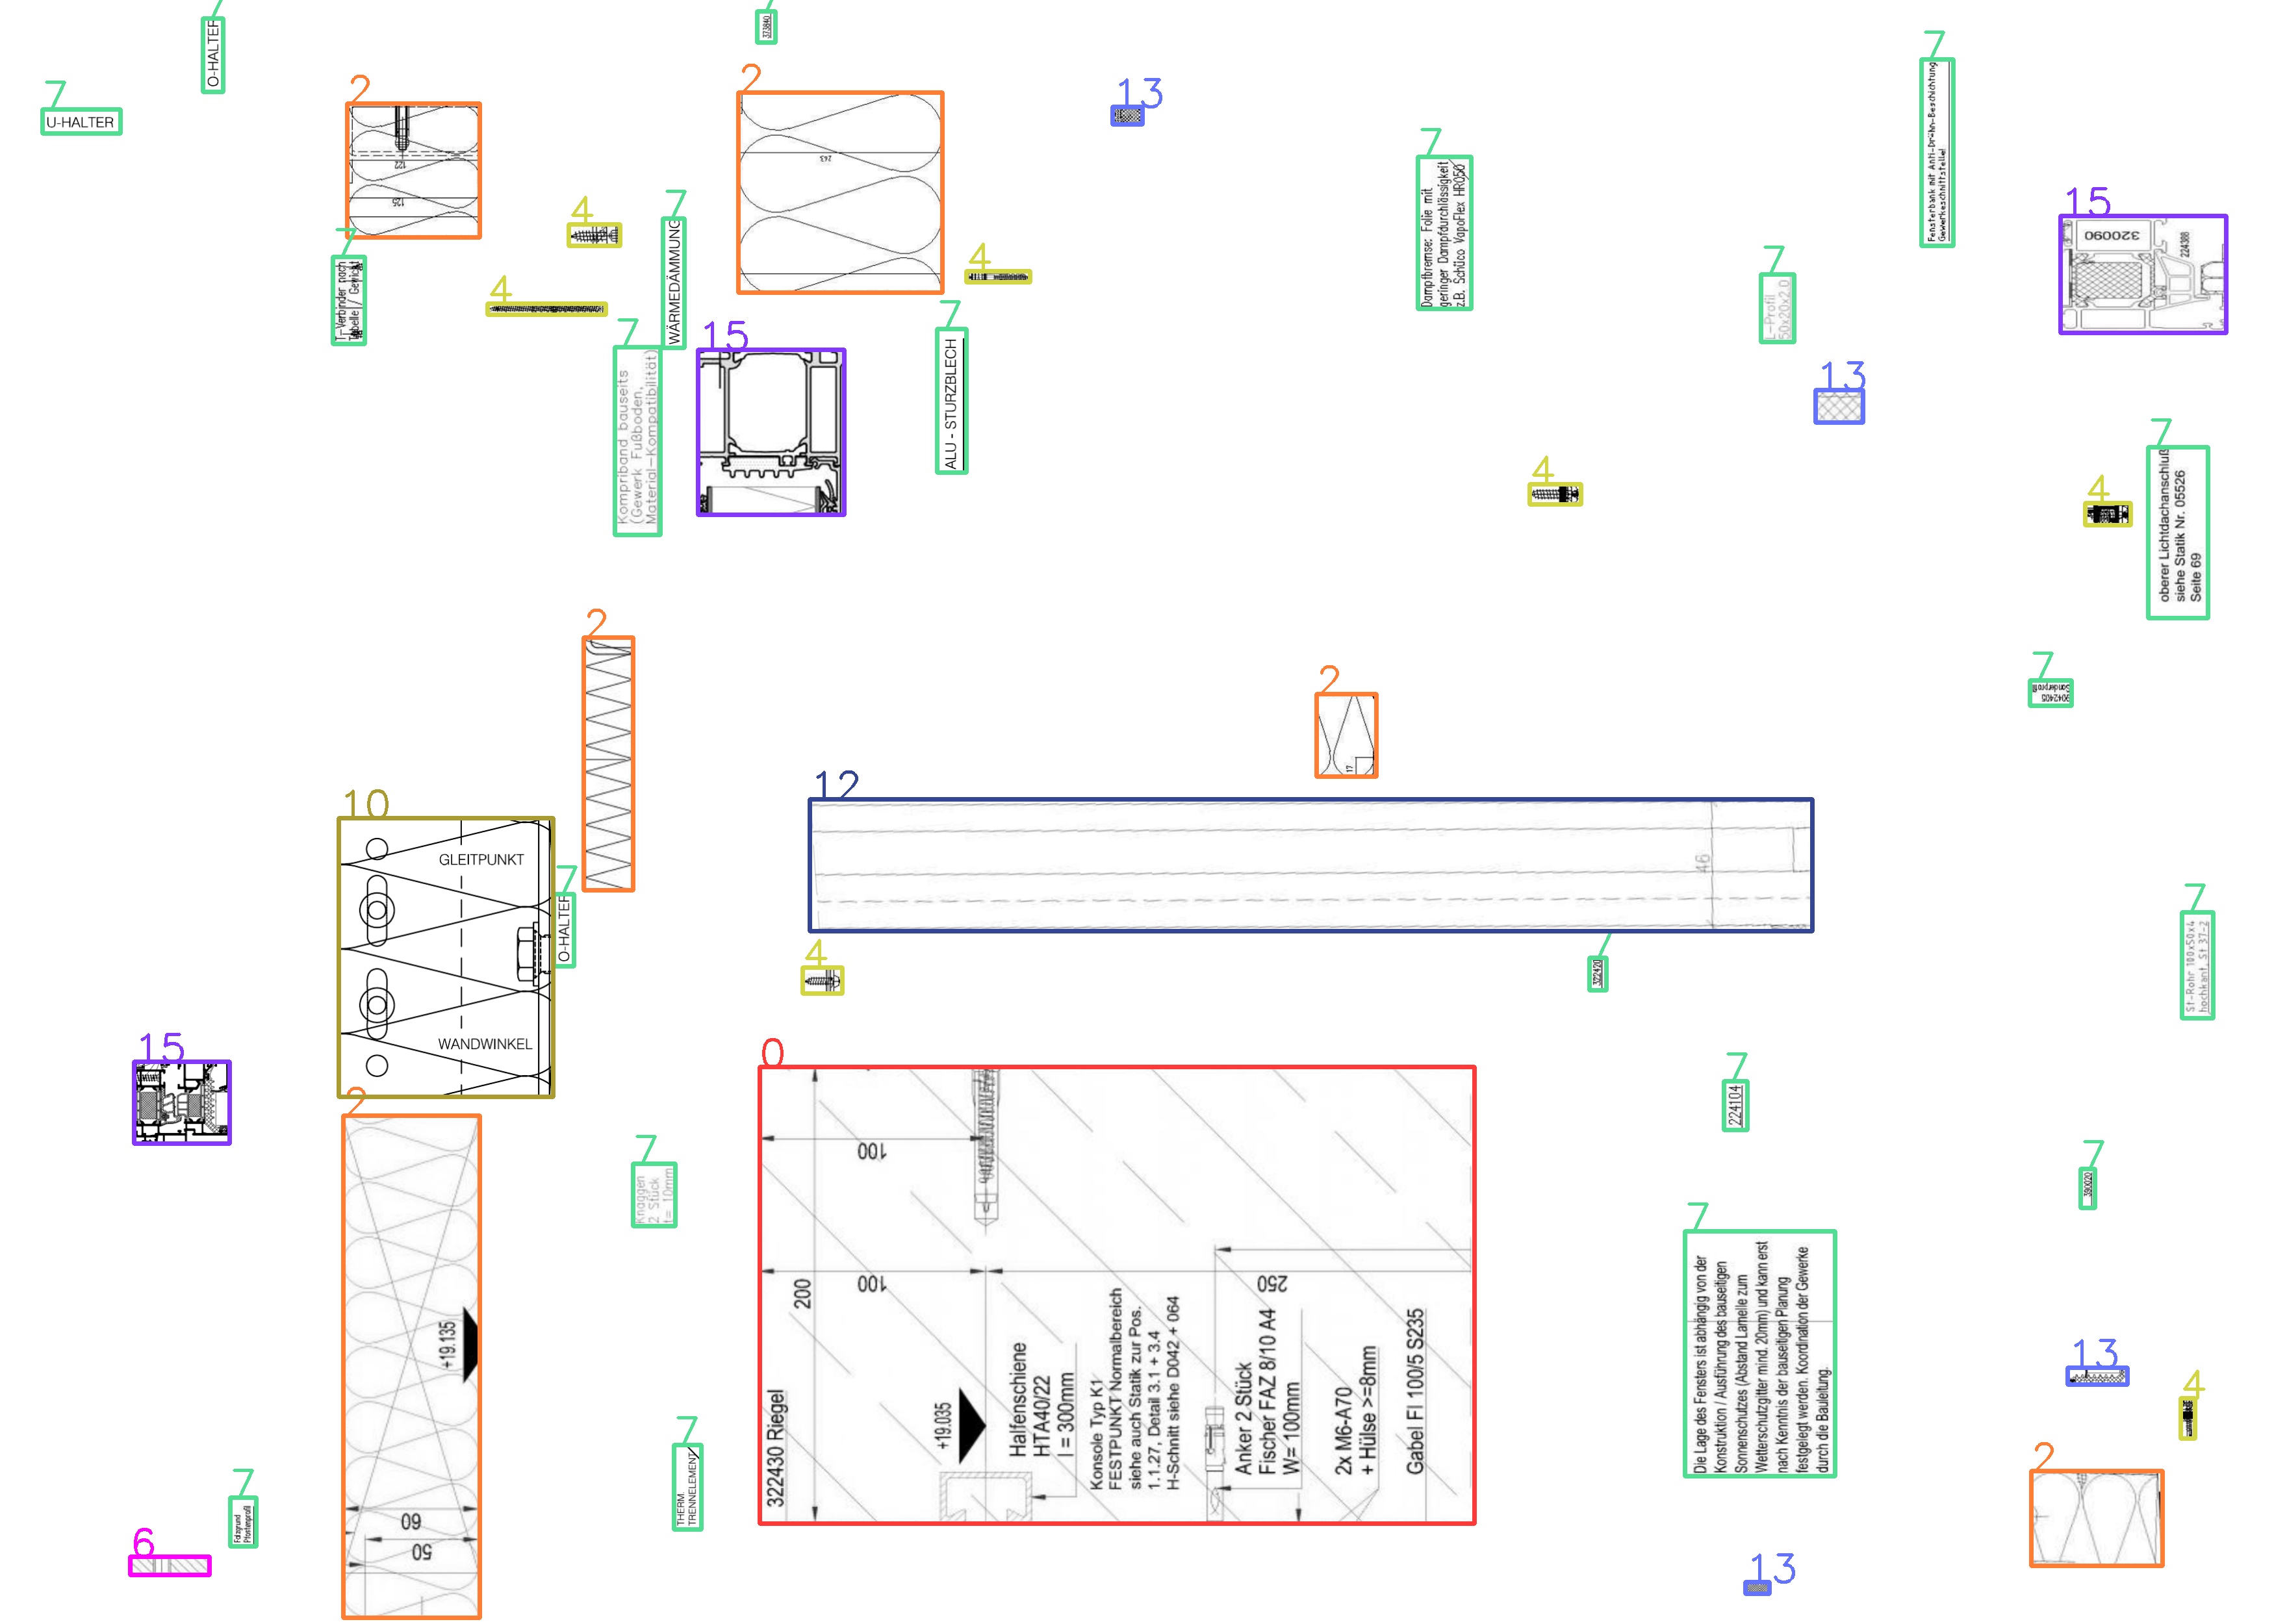 7
O-HALTER
7
U-HALTER
7
373840
2
122
125
2
243
13
7
Dampfbremse: Folie mit
geringer Dampfdurchlässigkeit
z.B. Schüco VapoFlex HR050
7
Fensterbank mit Anti-Dröhn-Beschichtung
Gewerkeschnittstelle!
15
320090
224308
4
7
WÄRMEDÄMMUNG
7
T-Verbinder nach
Tabelle / Gewicht
4
4
7
L-Profil
50x20x2.0
7
Kompriband bauseits
(Gewerk Fußboden,
Material-Kompatibilität)
15
7
ALU - STURZBLECH
13
4
4
7
oberer Lichtdachanschluß
siehe Statik Nr. 05526
Seite 69
2
2
17
7
9042405
Sonderprofil
12
46
10
GLEITPUNKT
WANDWINKEL
7
O-HALTER
4
7
322420
7
St-Rohr 100x50x4
hochkant, St 37-2
15
2
+19.135
60
50
7
Knaggen
2 Stück
t= 10mm
0
100
200
100
250
322430 Riegel
+19.035
Halfenschiene
HTA40/22
l = 300mm
Konsole Typ K1
FESTPUNKT Normalbereich
siehe auch Statik zur Pos.
1.1.27, Detail 3.1 + 3.4
H-Schnitt siehe D042 + 064
Anker 2 Stück
Fischer FAZ 8/10 A4
W= 100mm
2x M6-A70
+ Hülse >=8mm
Gabel Fl 100/5 S235
7
224104
7
390020
7
Die Lage des Fensters ist abhängig von der
Konstruktion / Ausführung des bauseitigen
Sonnenschutzes (Abstand Lamelle zum
Wetterschutzgitter mind. 20mm) und kann erst
nach Kenntnis der bauseitigen Planung
festgelegt werden. Koordination der Gewerke
durch die Bauleitung.
13
4
7
THERM.
TRENNELEMENT
7
Pfostenprofil
6
2
13